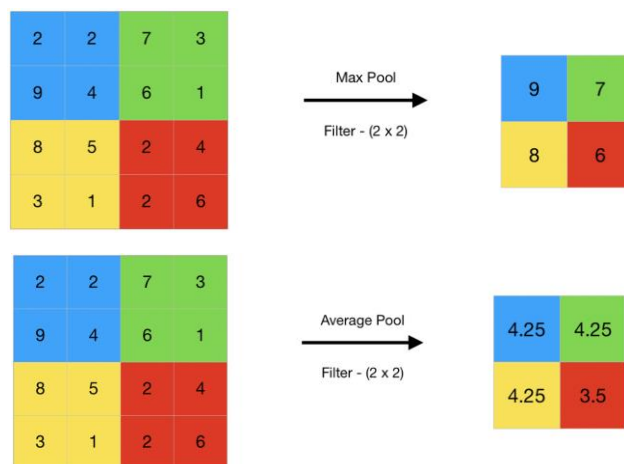 2 2 7 3
9 4 6 1
8 5 2 4
3 1 2 6
Max Pool
Filter - (2 x 2)
9 7
8 6
2 2 7 3
9 4 6 1
8 5 2 4
3 1 2 6
Average Pool
Filter - (2 x 2)
4.25 4.25
4.25 3.5